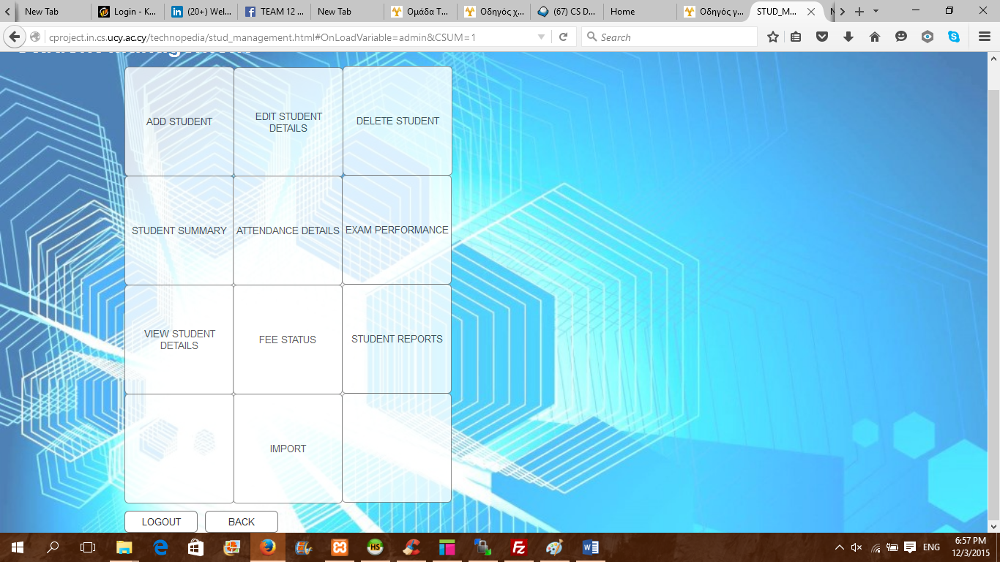 New Tab
Login - K...
(20+) Wel...
TEAM 12 ...
New Tab
Ομάδα Τ...
Οδηγός χ...
(67) CS D...
Home
Οδηγός γ...
STUD_M...
cproject.in.cs.ucy.ac.cy/technopedia/stud_management.html#OnLoadVariable=admin&CSUM=1
Search
ADD STUDENT
EDIT STUDENT
DETAILS
DELETE STUDENT
STUDENT SUMMARY
ATTENDANCE DETAILS
EXAM PERFORMANCE
VIEW STUDENT
DETAILS
FEE STATUS
STUDENT REPORTS
IMPORT
LOGOUT
BACK
ENG
6:57 PM
12/3/2015